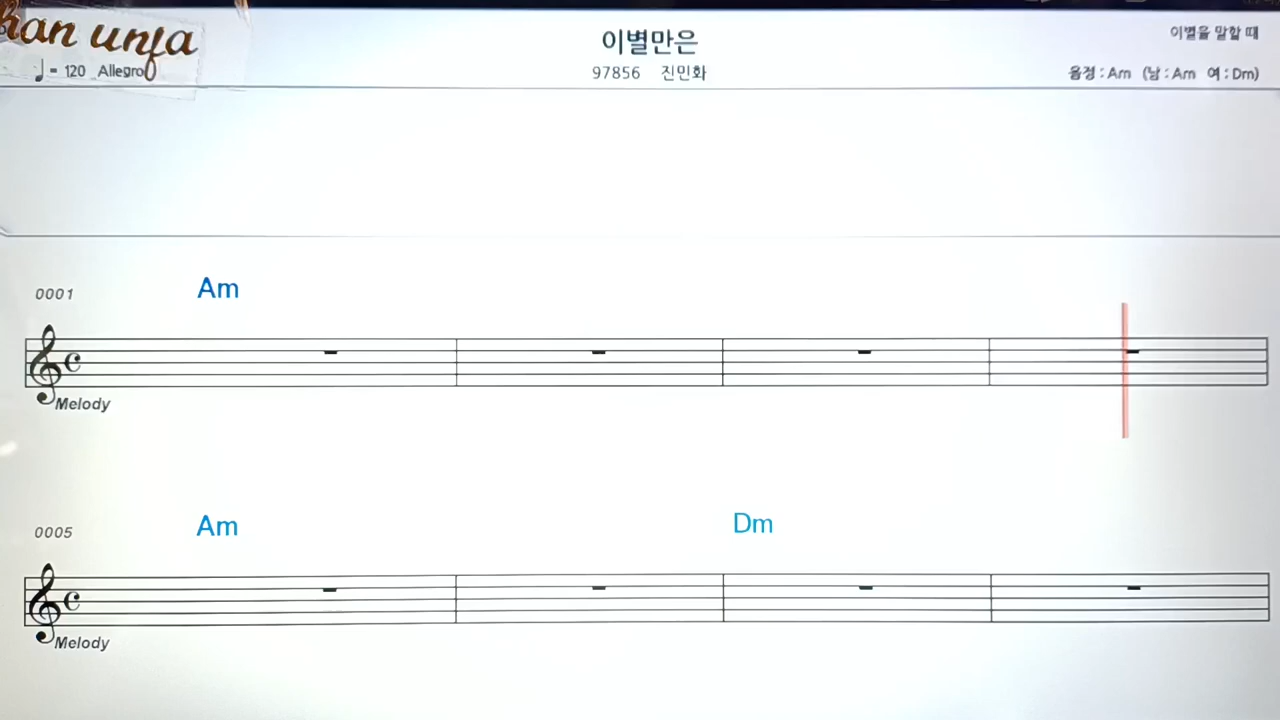 han unfa
♩ = 120 Allegro
이별만은
97856 진민화
이별을 말할 때
음정 : Am (남 : Am 여 : Dm)
0001
Am
Melody
0005
Am
Dm
Melody